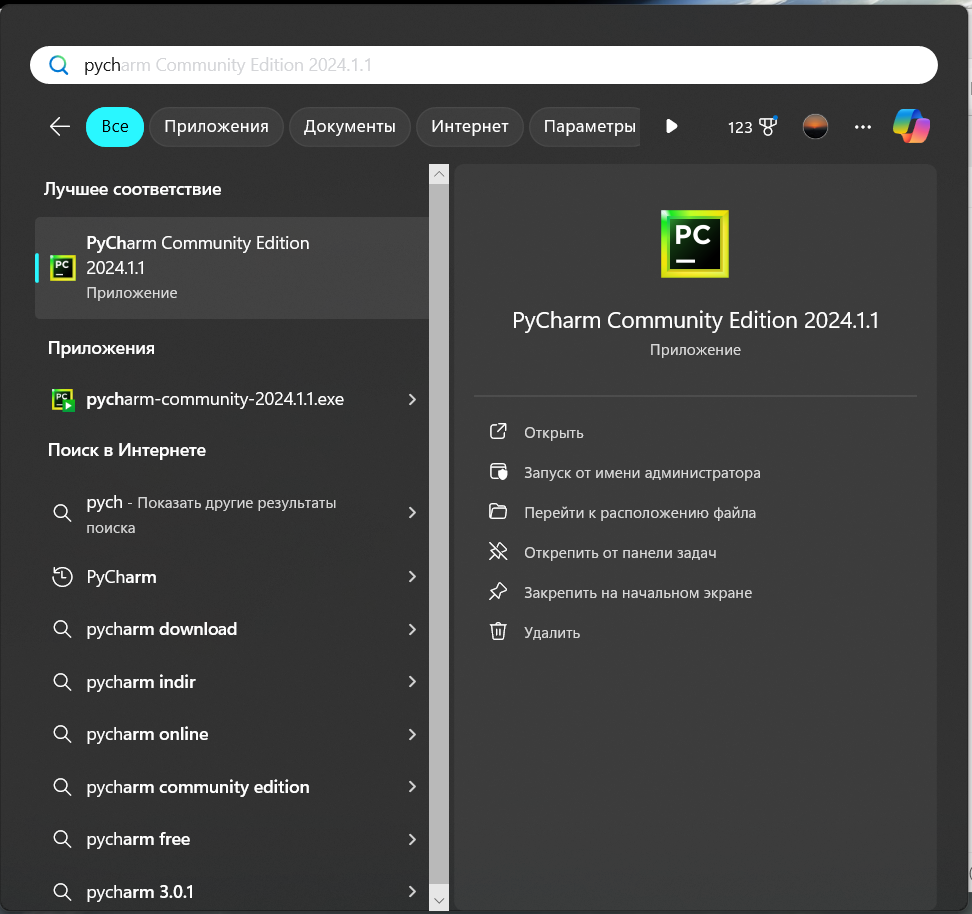 pycharm Community Edition 2024.1.1
Все
Приложения
Документы
Интернет
Параметры
123
Лучшее соответствие
PyCharm Community Edition
2024.1.1
Приложение
Приложения
pycharm-community-2024.1.1.exe
Поиск в Интернете
pych - Показать другие результаты
поиска
PyCharm
pycharm download
pycharm indir
pycharm online
pycharm community edition
pycharm free
pycharm 3.0.1
PC
PyCharm Community Edition 2024.1.1
Приложение
Открыть
Запуск от имени администратора
Перейти к расположению файла
Открепить от панели задач
Закрепить на начальном экране
Удалить